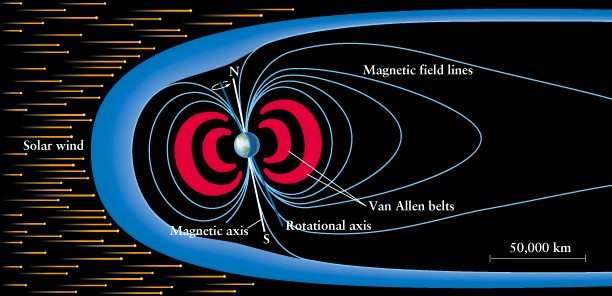 N
Magnetic field lines
Solar wind
Van Allen belts
Magnetic axis
Rotational axis
S
50,000 km